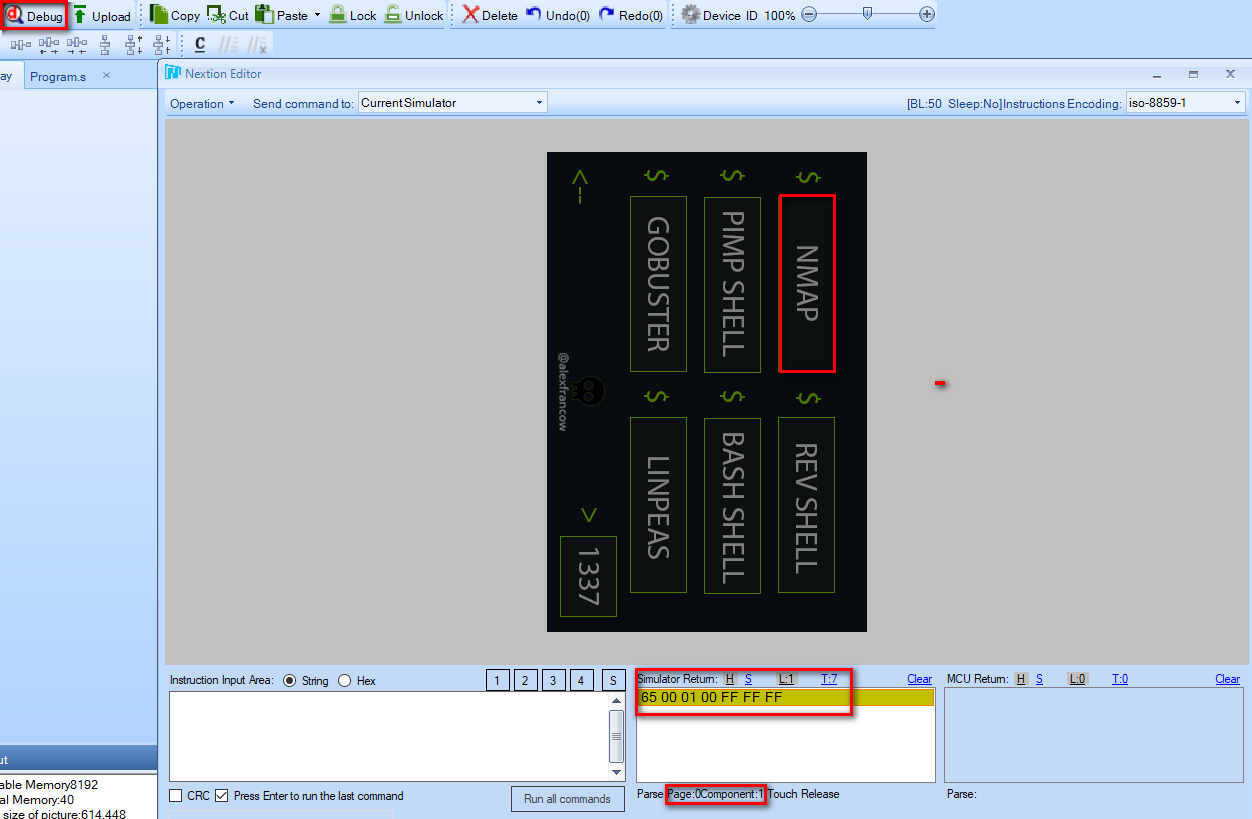 Debug Upload Copy Cut Paste Lock Unlock Delete Undo(0) Redo(0) Device ID 100%
ay Program.s ×
Nextion Editor
Operation Send command to: CurrentSimulator [BL:50 Sleep:No]Instructions Encoding: iso-8859-1
<-- $ $ $
GOBUSTER PIMP SHELL NMAP
@alexfrancow
$ $ $
LINPEAS BASH SHELL REV SHELL
>
1337
Instruction Input Area: String Hex 1 2 3 4 S
Simulator Return: H S L:1 T:7 Clear
MCU Return: H S L:0 T:0 Clear
65 00 01 00 FF FF FF
ut
able Memory8192
al Memory:40
size of picture:614,448
CRC Press Enter to run the last command Run all commands
Parse Page:0Component:1 Touch Release
Parse: